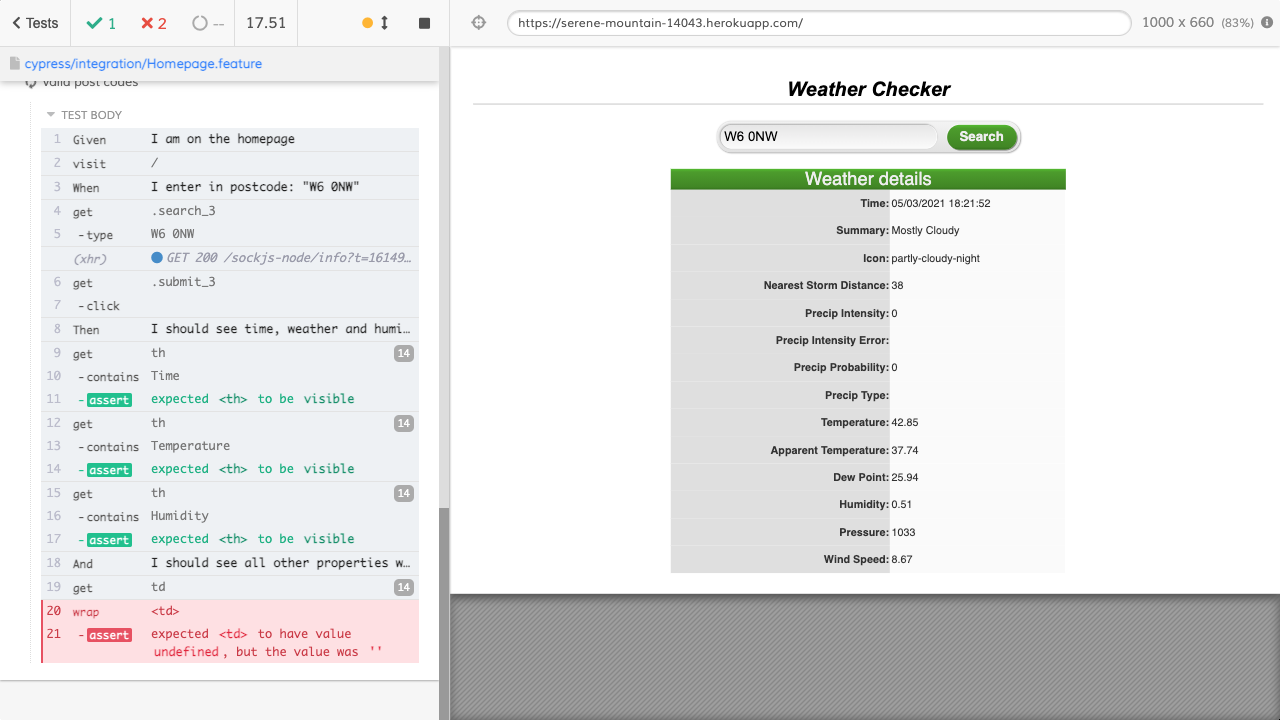 Tests 1 2 -- 17.51
https://serene-mountain-14043.herokuapp.com/ 1000 x 660 (83%)
cypress/integration/Homepage.feature
valid post codes
TEST BODY
1 Given I am on the homepage
2 visit /
3 When I enter in postcode: "W6 0NW"
4 get .search_3
5 -type W6 0NW
(xhr) GET 200 /sockjs-node/info?t=16149…
6 get .submit_3
7 -click
8 Then I should see time, weather and humi…
9 get th 14
10 -contains Time
11 -assert expected <th> to be visible
12 get th 14
13 -contains Temperature
14 -assert expected <th> to be visible
15 get th 14
16 -contains Humidity
17 -assert expected <th> to be visible
18 And I should see all other properties w…
19 get td 14
20 wrap <td>
21 -assert expected <td> to have value
undefined, but the value was ''
Weather Checker
W6 0NW Search
Weather details
Time: 05/03/2021 18:21:52
Summary: Mostly Cloudy
Icon: partly-cloudy-night
Nearest Storm Distance: 38
Precip Intensity: 0
Precip Intensity Error:
Precip Probability: 0
Precip Type:
Temperature: 42.85
Apparent Temperature: 37.74
Dew Point: 25.94
Humidity: 0.51
Pressure: 1033
Wind Speed: 8.67